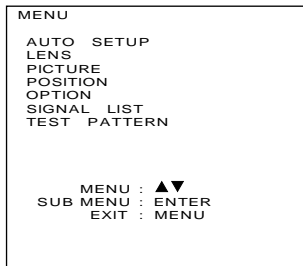 MENU
AUTO SETUP
LENS
PICTURE
POSITION
OPTION
SIGNAL LIST
TEST PATTERN
MENU : ▲▼
SUB MENU : ENTER
EXIT : MENU